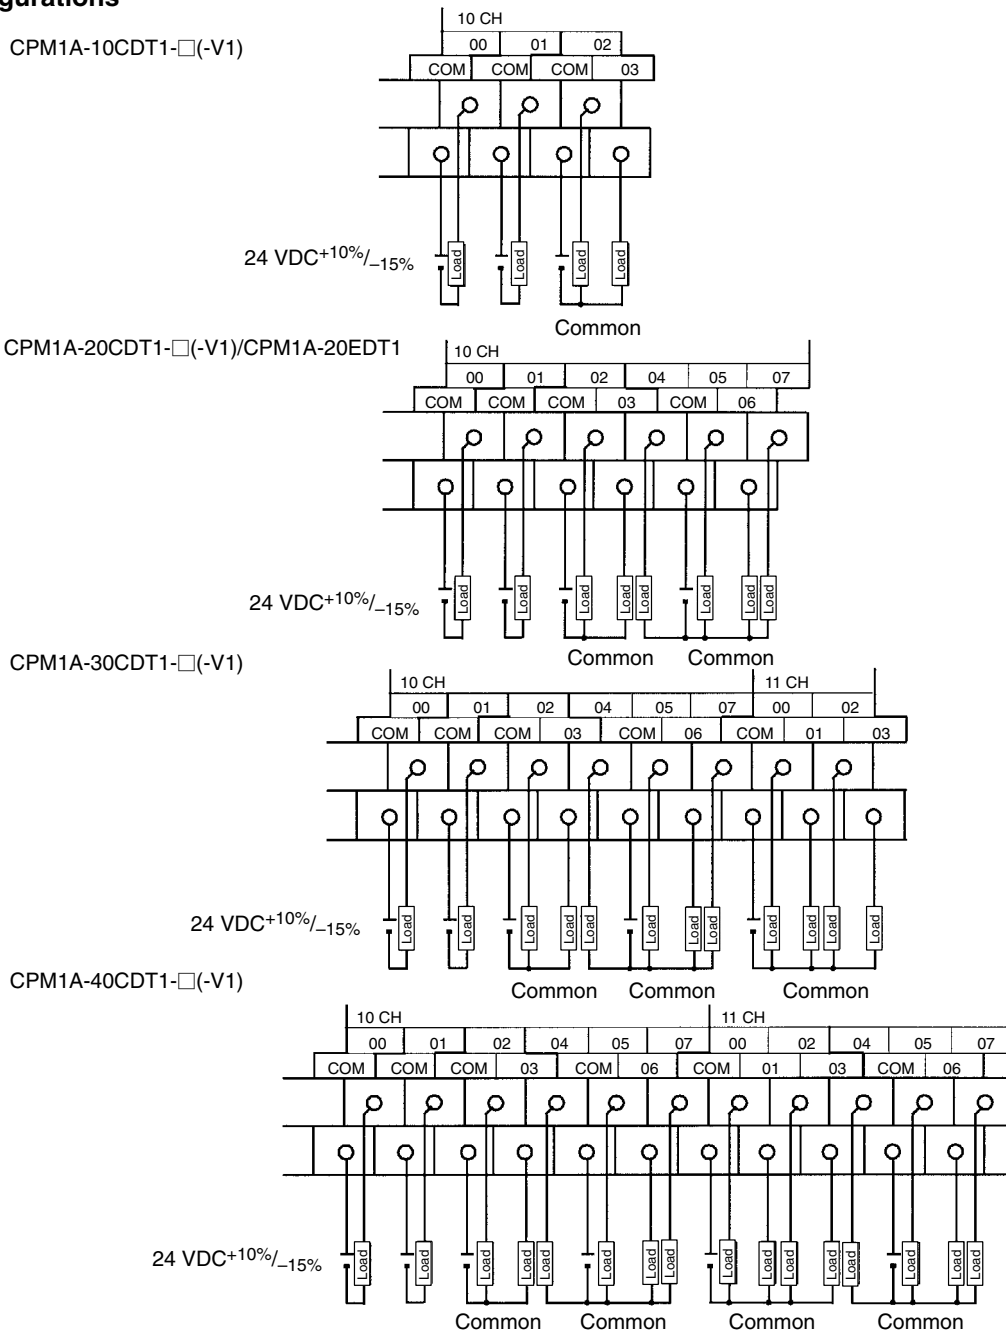 gurations
CPM1A-10CDT1-□(-V1)
10 CH
00 01 02
COM COM COM 03
24 VDC+10%/–15%
Load Load Load Load
Common
CPM1A-20CDT1-□(-V1)/CPM1A-20EDT1
10 CH
00 01 02 04 05 07
COM COM COM 03 COM 06
24 VDC+10%/–15%
Load Load Load Load Load Load Load Load
Common Common
CPM1A-30CDT1-□(-V1)
10 CH 11 CH
00 01 02 04 05 07 00 02
COM COM COM 03 COM 06 COM 01 03
24 VDC+10%/–15%
Load Load Load Load Load Load Load Load Load Load Load Load
Common Common Common
CPM1A-40CDT1-□(-V1)
10 CH 11 CH
00 01 02 04 05 07 00 02 04 05 07
COM COM COM 03 COM 06 COM 01 03 COM 06
24 VDC+10%/–15%
Load Load Load Load Load Load Load Load Load Load Load Load Load Load Load Load
Common Common Common Common